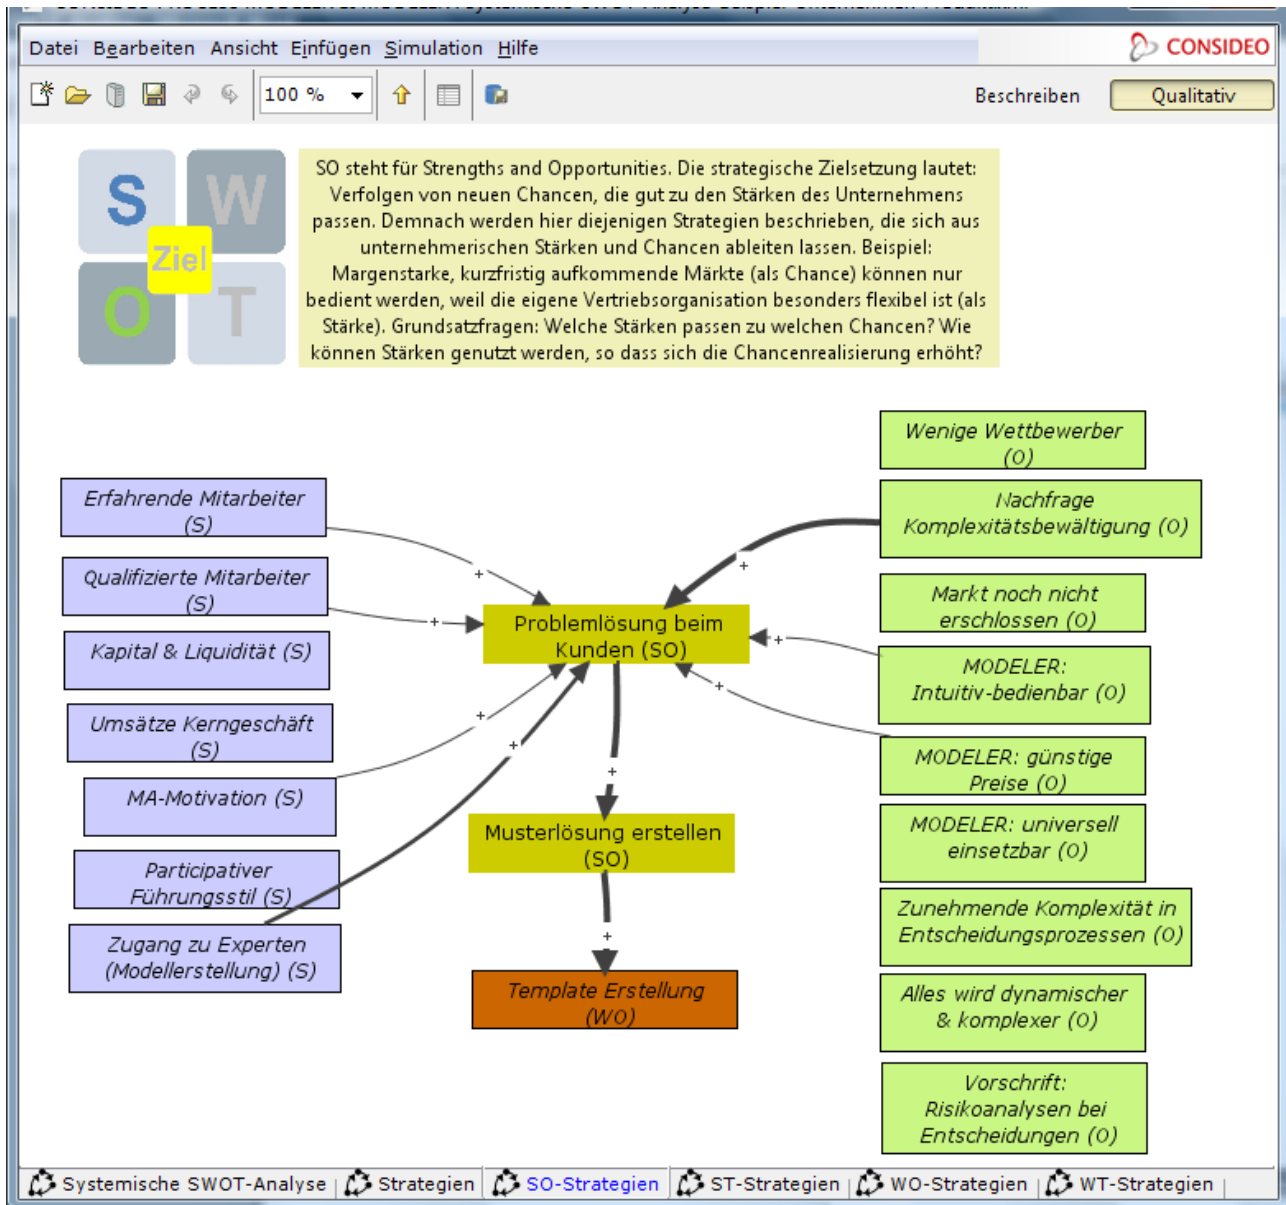 Datei Bearbeiten Ansicht Einfügen Simulation Hilfe
CONSIDEO
100 %
Beschreiben
Qualitativ
S W
Ziel
O T
SO steht für Strengths and Opportunities. Die strategische Zielsetzung lautet:
Verfolgen von neuen Chancen, die gut zu den Stärken des Unternehmens
passen. Demnach werden hier diejenigen Strategien beschrieben, die sich aus
unternehmerischen Stärken und Chancen ableiten lassen. Beispiel:
Margenstarke, kurzfristig aufkommende Märkte (als Chance) können nur
bedient werden, weil die eigene Vertriebsorganisation besonders flexibel ist (als
Stärke). Grundsatzfragen: Welche Stärken passen zu welchen Chancen? Wie
können Stärken genutzt werden, so dass sich die Chancenrealisierung erhöht?
Erfahrende Mitarbeiter
(S)
Qualifizierte Mitarbeiter
(S)
Kapital & Liquidität (S)
Umsätze Kerngeschäft
(S)
MA-Motivation (S)
Participativer
Führungsstil (S)
Zugang zu Experten
(Modellerstellung) (S)
+
+
+
+
+
+
+
+
+
Problemlösung beim
Kunden (SO)
Musterlösung erstellen
(SO)
Template Erstellung
(WO)
Wenige Wettbewerber
(O)
Nachfrage
Komplexitätsbewältigung (O)
Markt noch nicht
erschlossen (O)
MODELER:
Intuitiv-bedienbar (O)
MODELER: günstige
Preise (O)
MODELER: universell
einsetzbar (O)
Zunehmende Komplexität in
Entscheidungsprozessen (O)
Alles wird dynamischer
& komplexer (O)
Vorschrift:
Risikoanalysen bei
Entscheidungen (O)
Systemische SWOT-Analyse Strategien SO-Strategien ST-Strategien WO-Strategien WT-Strategien